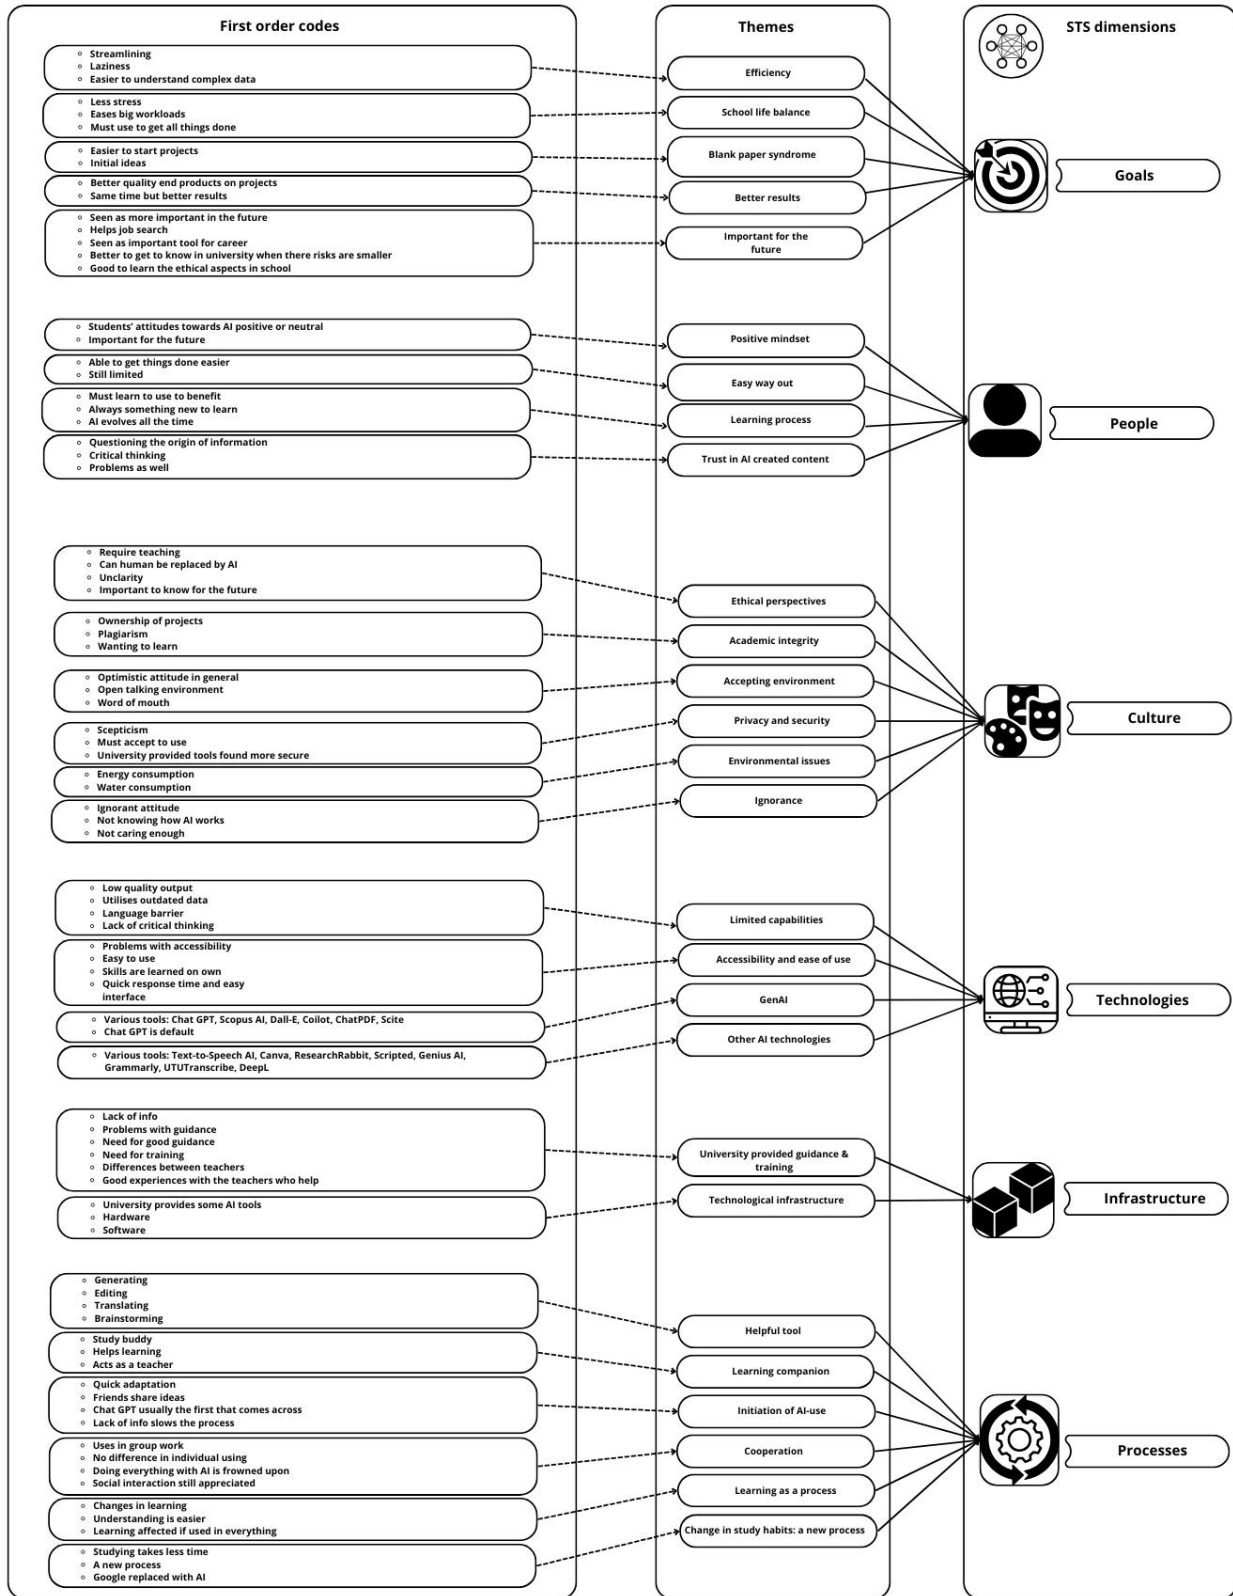 First order codes
Themes
STS dimensions
Streamlining
Laziness
Easier to understand complex data
Efficiency
Less stress
Eases big workloads
Must use to get all things done
School life balance
Easier to start projects
Initial ideas
Blank paper syndrome
Better quality end products on projects
Same time but better results
Better results
Seen as more important in the future
Helps job search
Seen as important tool for career
Better to get to know in university when there risks are smaller
Good to learn the ethical aspects in school
Important for the
future
Goals
Students' attitudes towards AI positive or neutral
Important for the future
Positive mindset
Able to get things done easier
Still limited
Easy way out
Must learn to use to benefit
Always something new to learn
AI evolves all the time
Learning process
Questioning the origin of information
Critical thinking
Problems as well
Trust in AI created content
People
Require teaching
Can human be replaced by AI
Unclarity
Important to know for the future
Ethical perspectives
Ownership of projects
Plagiarism
Wanting to learn
Academic integrity
Optimistic attitude in general
Open talking environment
Word of mouth
Accepting environment
Scepticism
Must accept to use
University provided tools found more secure
Privacy and security
Energy consumption
Water consumption
Environmental issues
Ignorant attitude
Not knowing how AI works
Not caring enough
Ignorance
Culture
Low quality output
Utilises outdated data
Language barrier
Lack of critical thinking
Limited capabilities
Problems with accessibility
Easy to use
Skills are learned on own
Quick response time and easy
interface
Accessibility and ease of use
Various tools: Chat GPT, Scopus AI, Dall-E, Coilot, ChatPDF, Scite
Chat GPT is default
GenAI
Various tools: Text-to-Speech AI, Canva, ResearchRabbit, Scripted, Genius AI,
Grammarly, UTUTranscribe, DeepL
Other AI technologies
Technologies
Lack of info
Problems with guidance
Need for good guidance
Need for training
Differences between teachers
Good experiences with the teachers who help
University provided guidance &
training
University provides some AI tools
Hardware
Software
Technological infrastructure
Infrastructure
Generating
Editing
Translating
Brainstorming
Helpful tool
Study buddy
Helps learning
Acts as a teacher
Learning companion
Quick adaptation
Friends share ideas
Chat GPT usually the first that comes across
Lack of info slows the process
Initiation of AI-use
Uses in group work
No difference in individual using
Doing everything with AI is frowned upon
Social interaction still appreciated
Cooperation
Changes in learning
Understanding is easier
Learning affected if used in everything
Learning as a process
Studying takes less time
A new process
Google replaced with AI
Change in study habits: a new process
Processes